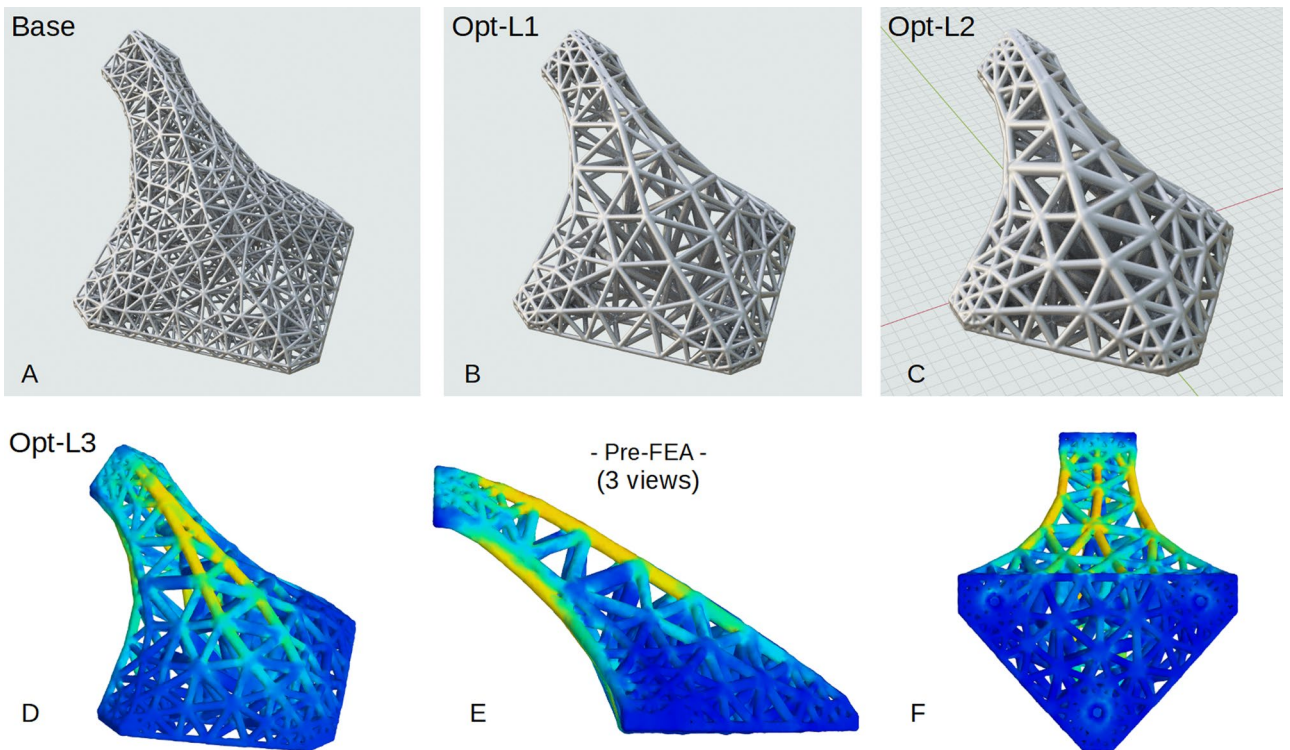 Base
Opt-L1
Opt-L2
A
B
C
Opt-L3
- Pre-FEA -
(3 views)
D
E
F